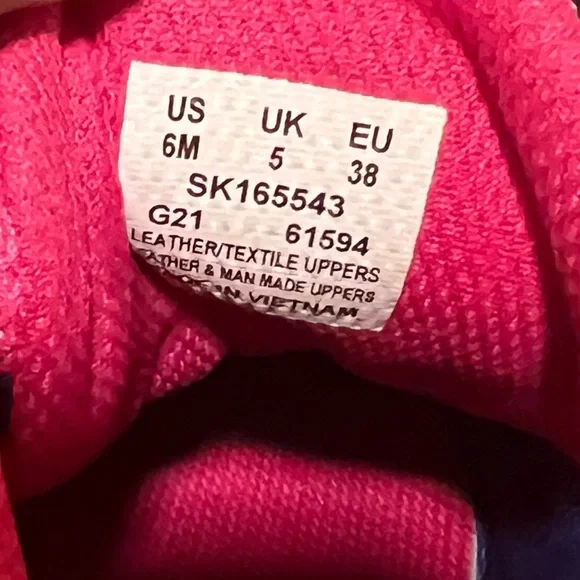 US UK EU
6M 5 38
SK165543
G21 61594
LEATHER/TEXTILE UPPERS
& MAN MADE UPPERS
IN VIETNAM